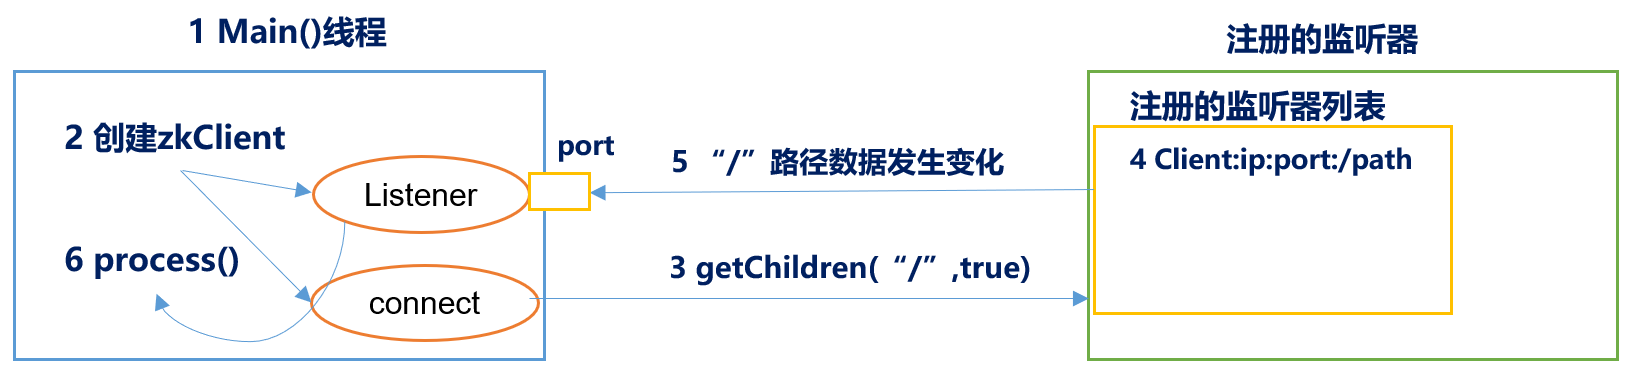 1 Main()线程
注册的监听器
注册的监听器列表
2 创建zkClient
port
5 “/”路径数据发生变化
4 Client:ip:port:/path
Listener
6 process()
3 getChildren(“/”,true)
connect